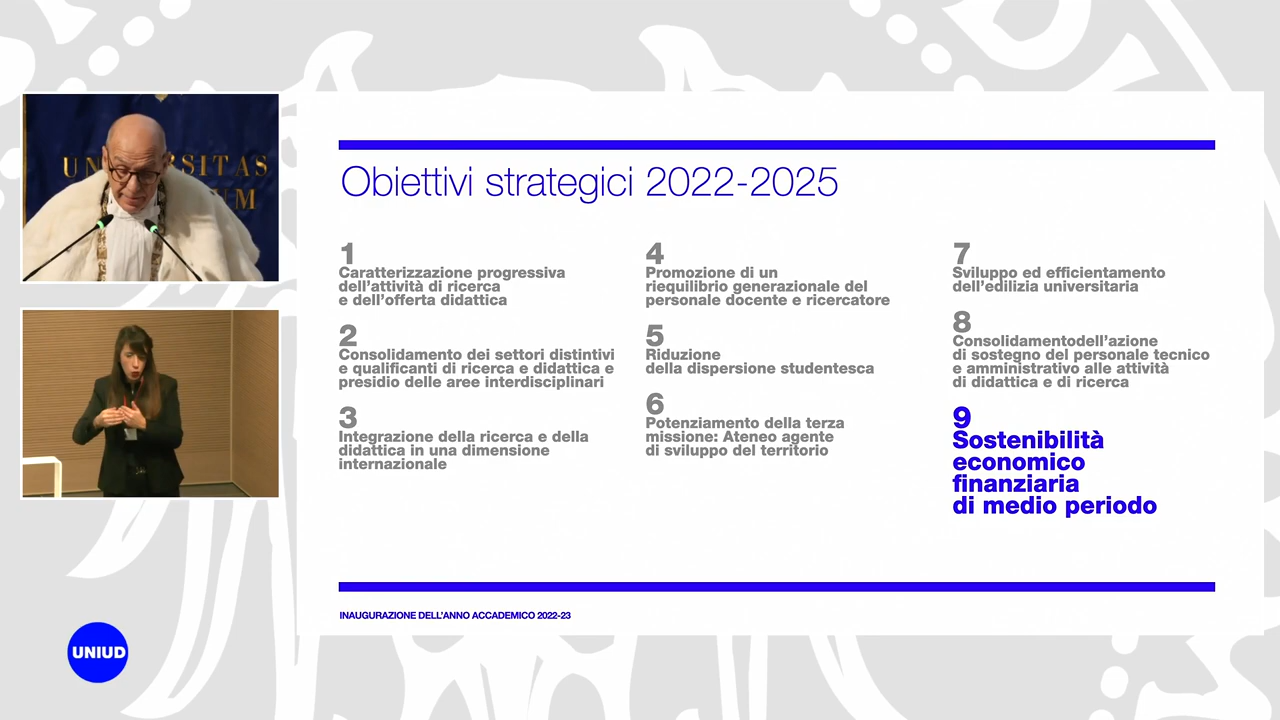 UN RSITAS
UM
Obiettivi strategici 2022-2025
1
Caratterizzazione progressiva
dell'attività di ricerca
e dell'offerta didattica
2
Consolidamento dei settori distintivi
e qualificanti di ricerca e didattica e
presidio delle aree interdisciplinari
3
Integrazione della ricerca e della
didattica in una dimensione
internazionale
4
Promozione di un
riequilibrio generazionale del
personale docente e ricercatore
5
Riduzione
della dispersione studentesca
6
Potenziamento della terza
missione: Ateneo agente
di sviluppo del territorio
7
Sviluppo ed efficientamento
dell'edilizia universitaria
8
Consolidamentodell'azione
di sostegno del personale tecnico
e amministrativo alle attività
di didattica e di ricerca
9
Sostenibilità
economico
finanziaria
di medio periodo
INAUGURAZIONE DELL'ANNO ACCADEMICO 2022-23
UNIUD